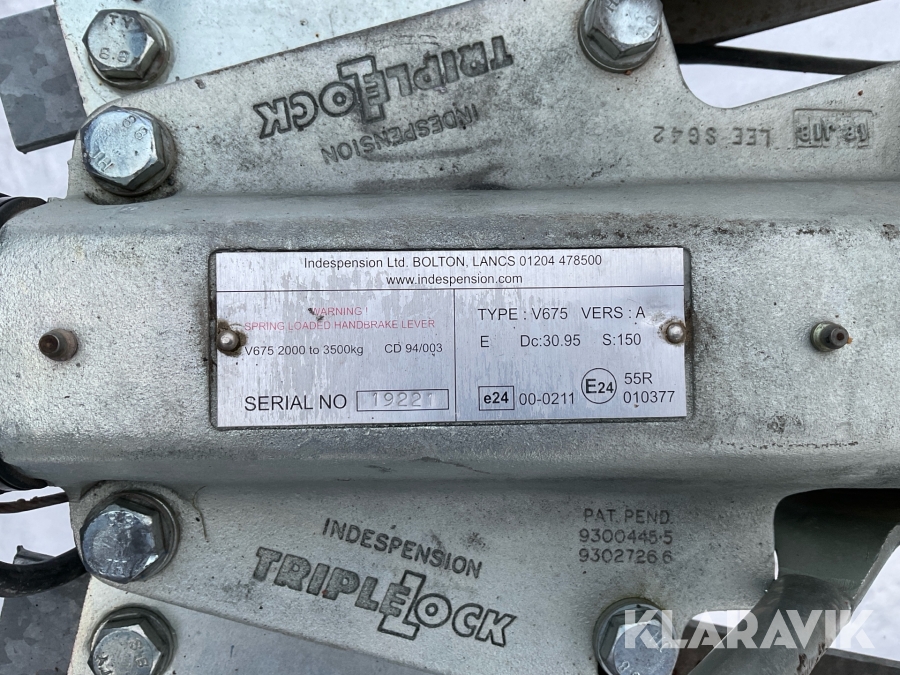 TRIPLELOCK
INDESPENSION
LEE SG42
Indespension Ltd. BOLTON, LANCS 01204 478500
www.indespension.com
WARNING !
SPRING LOADED HANDBRAKE LEVER
V675 2000 to 3500kg CD 94/003
SERIAL NO 19221
TYPE : V675 VERS : A
E Dc:30.95 S:150
e24 00-0211 E24 55R
010377
INDESPENSION
TRIPLELOCK
PAT. PEND.
9300445·5
9302726·6
KLARAVIK